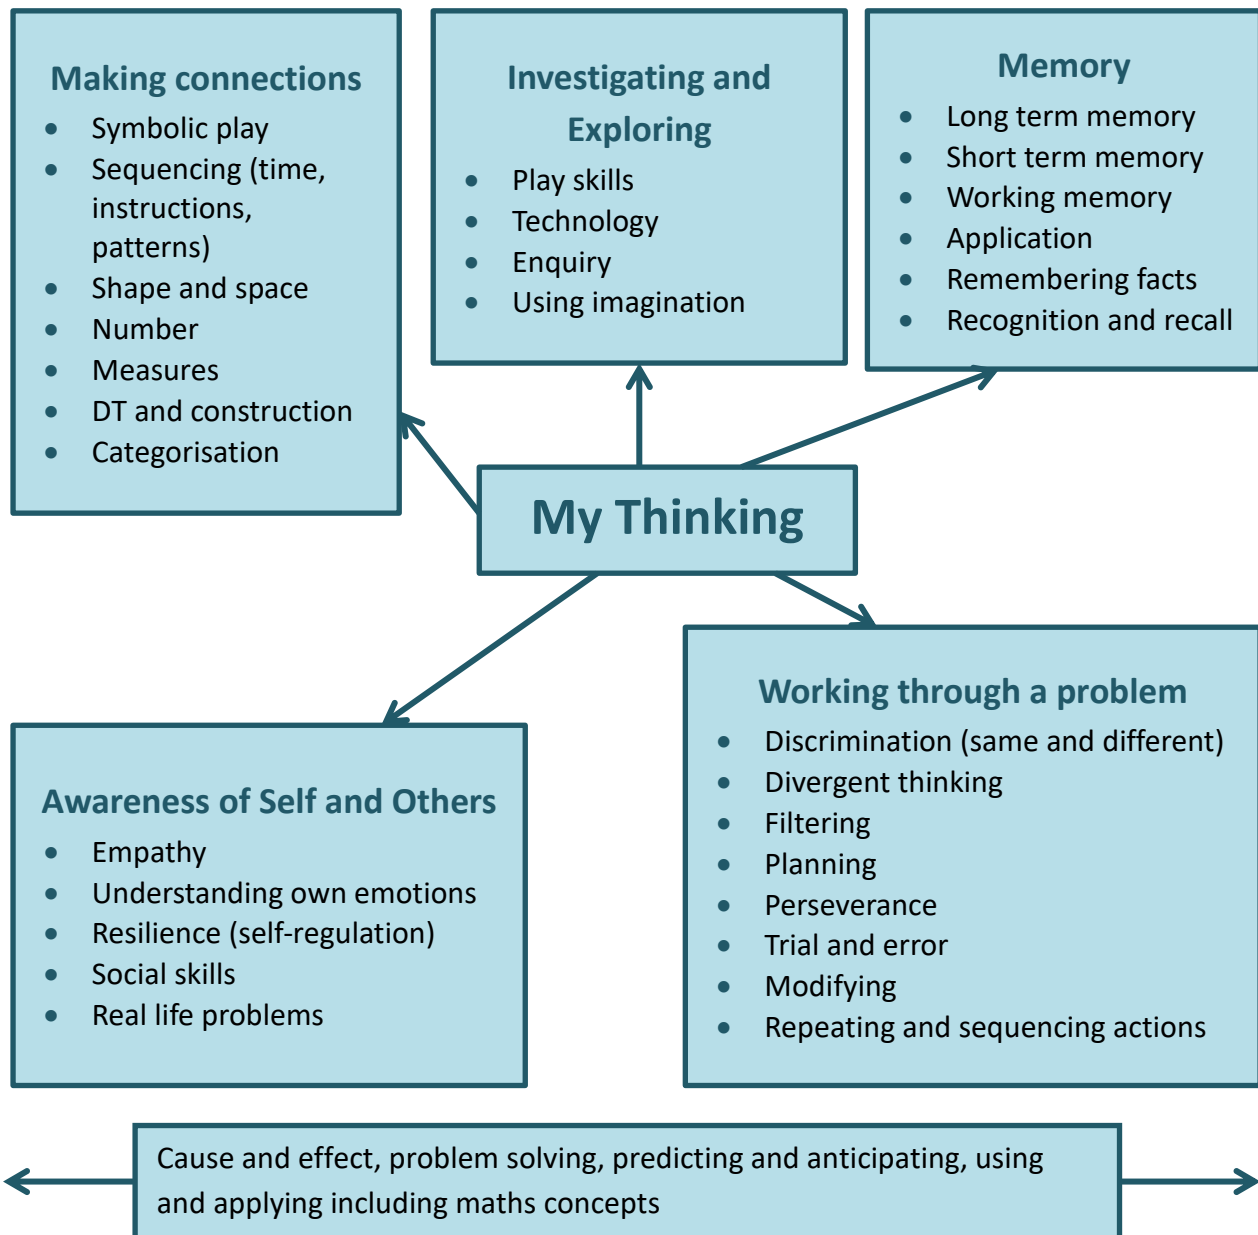 Making connections
• Symbolic play
• Sequencing (time,
instructions,
patterns)
• Shape and space
• Number
• Measures
• DT and construction
• Categorisation
Investigating and
Exploring
• Play skills
• Technology
• Enquiry
• Using imagination
Memory
• Long term memory
• Short term memory
• Working memory
• Application
• Remembering facts
• Recognition and recall
My Thinking
Awareness of Self and Others
• Empathy
• Understanding own emotions
• Resilience (self-regulation)
• Social skills
• Real life problems
Working through a problem
• Discrimination (same and different)
• Divergent thinking
• Filtering
• Planning
• Perseverance
• Trial and error
• Modifying
• Repeating and sequencing actions
Cause and effect, problem solving, predicting and anticipating, using
and applying including maths concepts